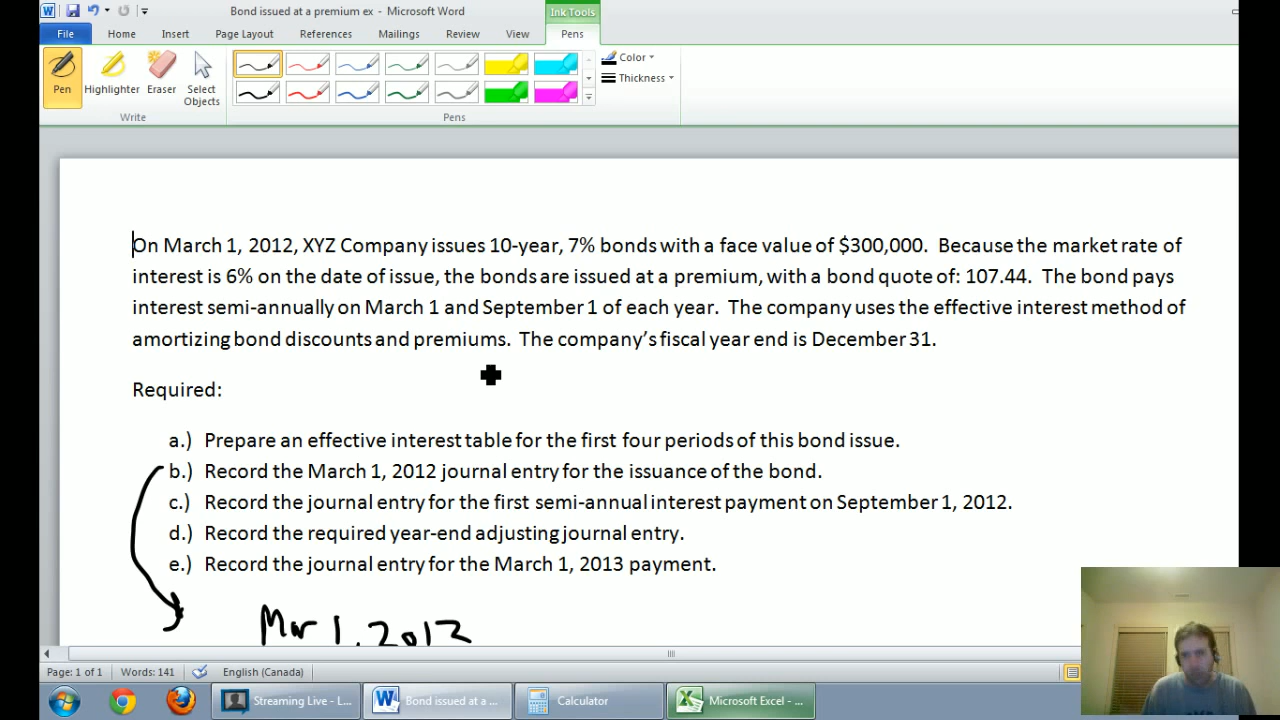 Bond issued at a premium ex - Microsoft Word
Ink Tools
File Home Insert Page Layout References Mailings Review View Pens
Pen Highlighter Eraser Select Objects
Color
Thickness
Write Pens
On March 1, 2012, XYZ Company issues 10-year, 7% bonds with a face value of $300,000. Because the market rate of
interest is 6% on the date of issue, the bonds are issued at a premium, with a bond quote of: 107.44. The bond pays
interest semi-annually on March 1 and September 1 of each year. The company uses the effective interest method of
amortizing bond discounts and premiums. The company's fiscal year end is December 31.
Required:
a.) Prepare an effective interest table for the first four periods of this bond issue.
b.) Record the March 1, 2012 journal entry for the issuance of the bond.
c.) Record the journal entry for the first semi-annual interest payment on September 1, 2012.
d.) Record the required year-end adjusting journal entry.
e.) Record the journal entry for the March 1, 2013 payment.
Mar 1, 2012
Page: 1 of 1 Words: 141 English (Canada)
Streaming Live - L... Bond issued at a ... Calculator Microsoft Excel - ...